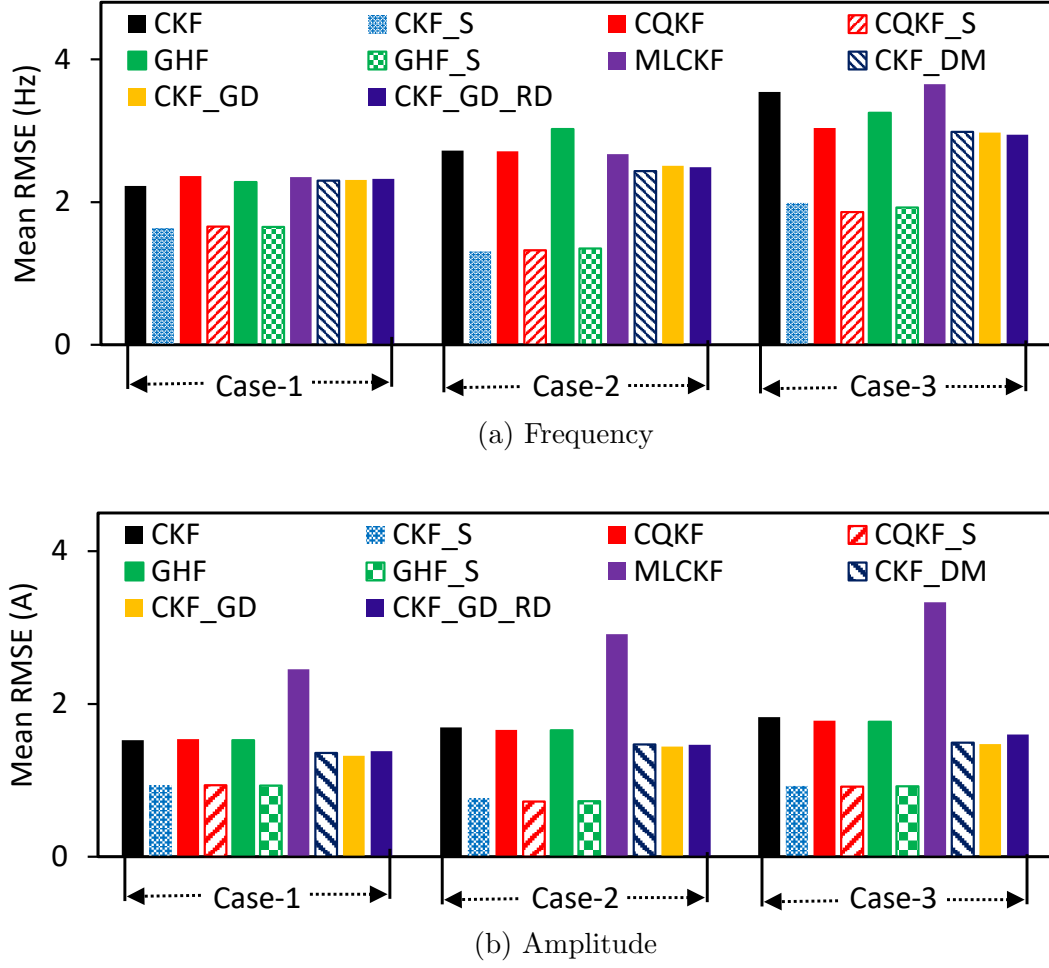 CKF CKF_S CQKF CQKF_S
GHF GHF_S MLCKF CKF_DM
CKF_GD CKF_GD_RD
Mean RMSE (Hz)
4
2
0
Case-1 Case-2 Case-3
(a) Frequency
CKF CKF_S CQKF CQKF_S
GHF GHF_S MLCKF CKF_DM
CKF_GD CKF_GD_RD
Mean RMSE (A)
4
2
0
Case-1 Case-2 Case-3
(b) Amplitude